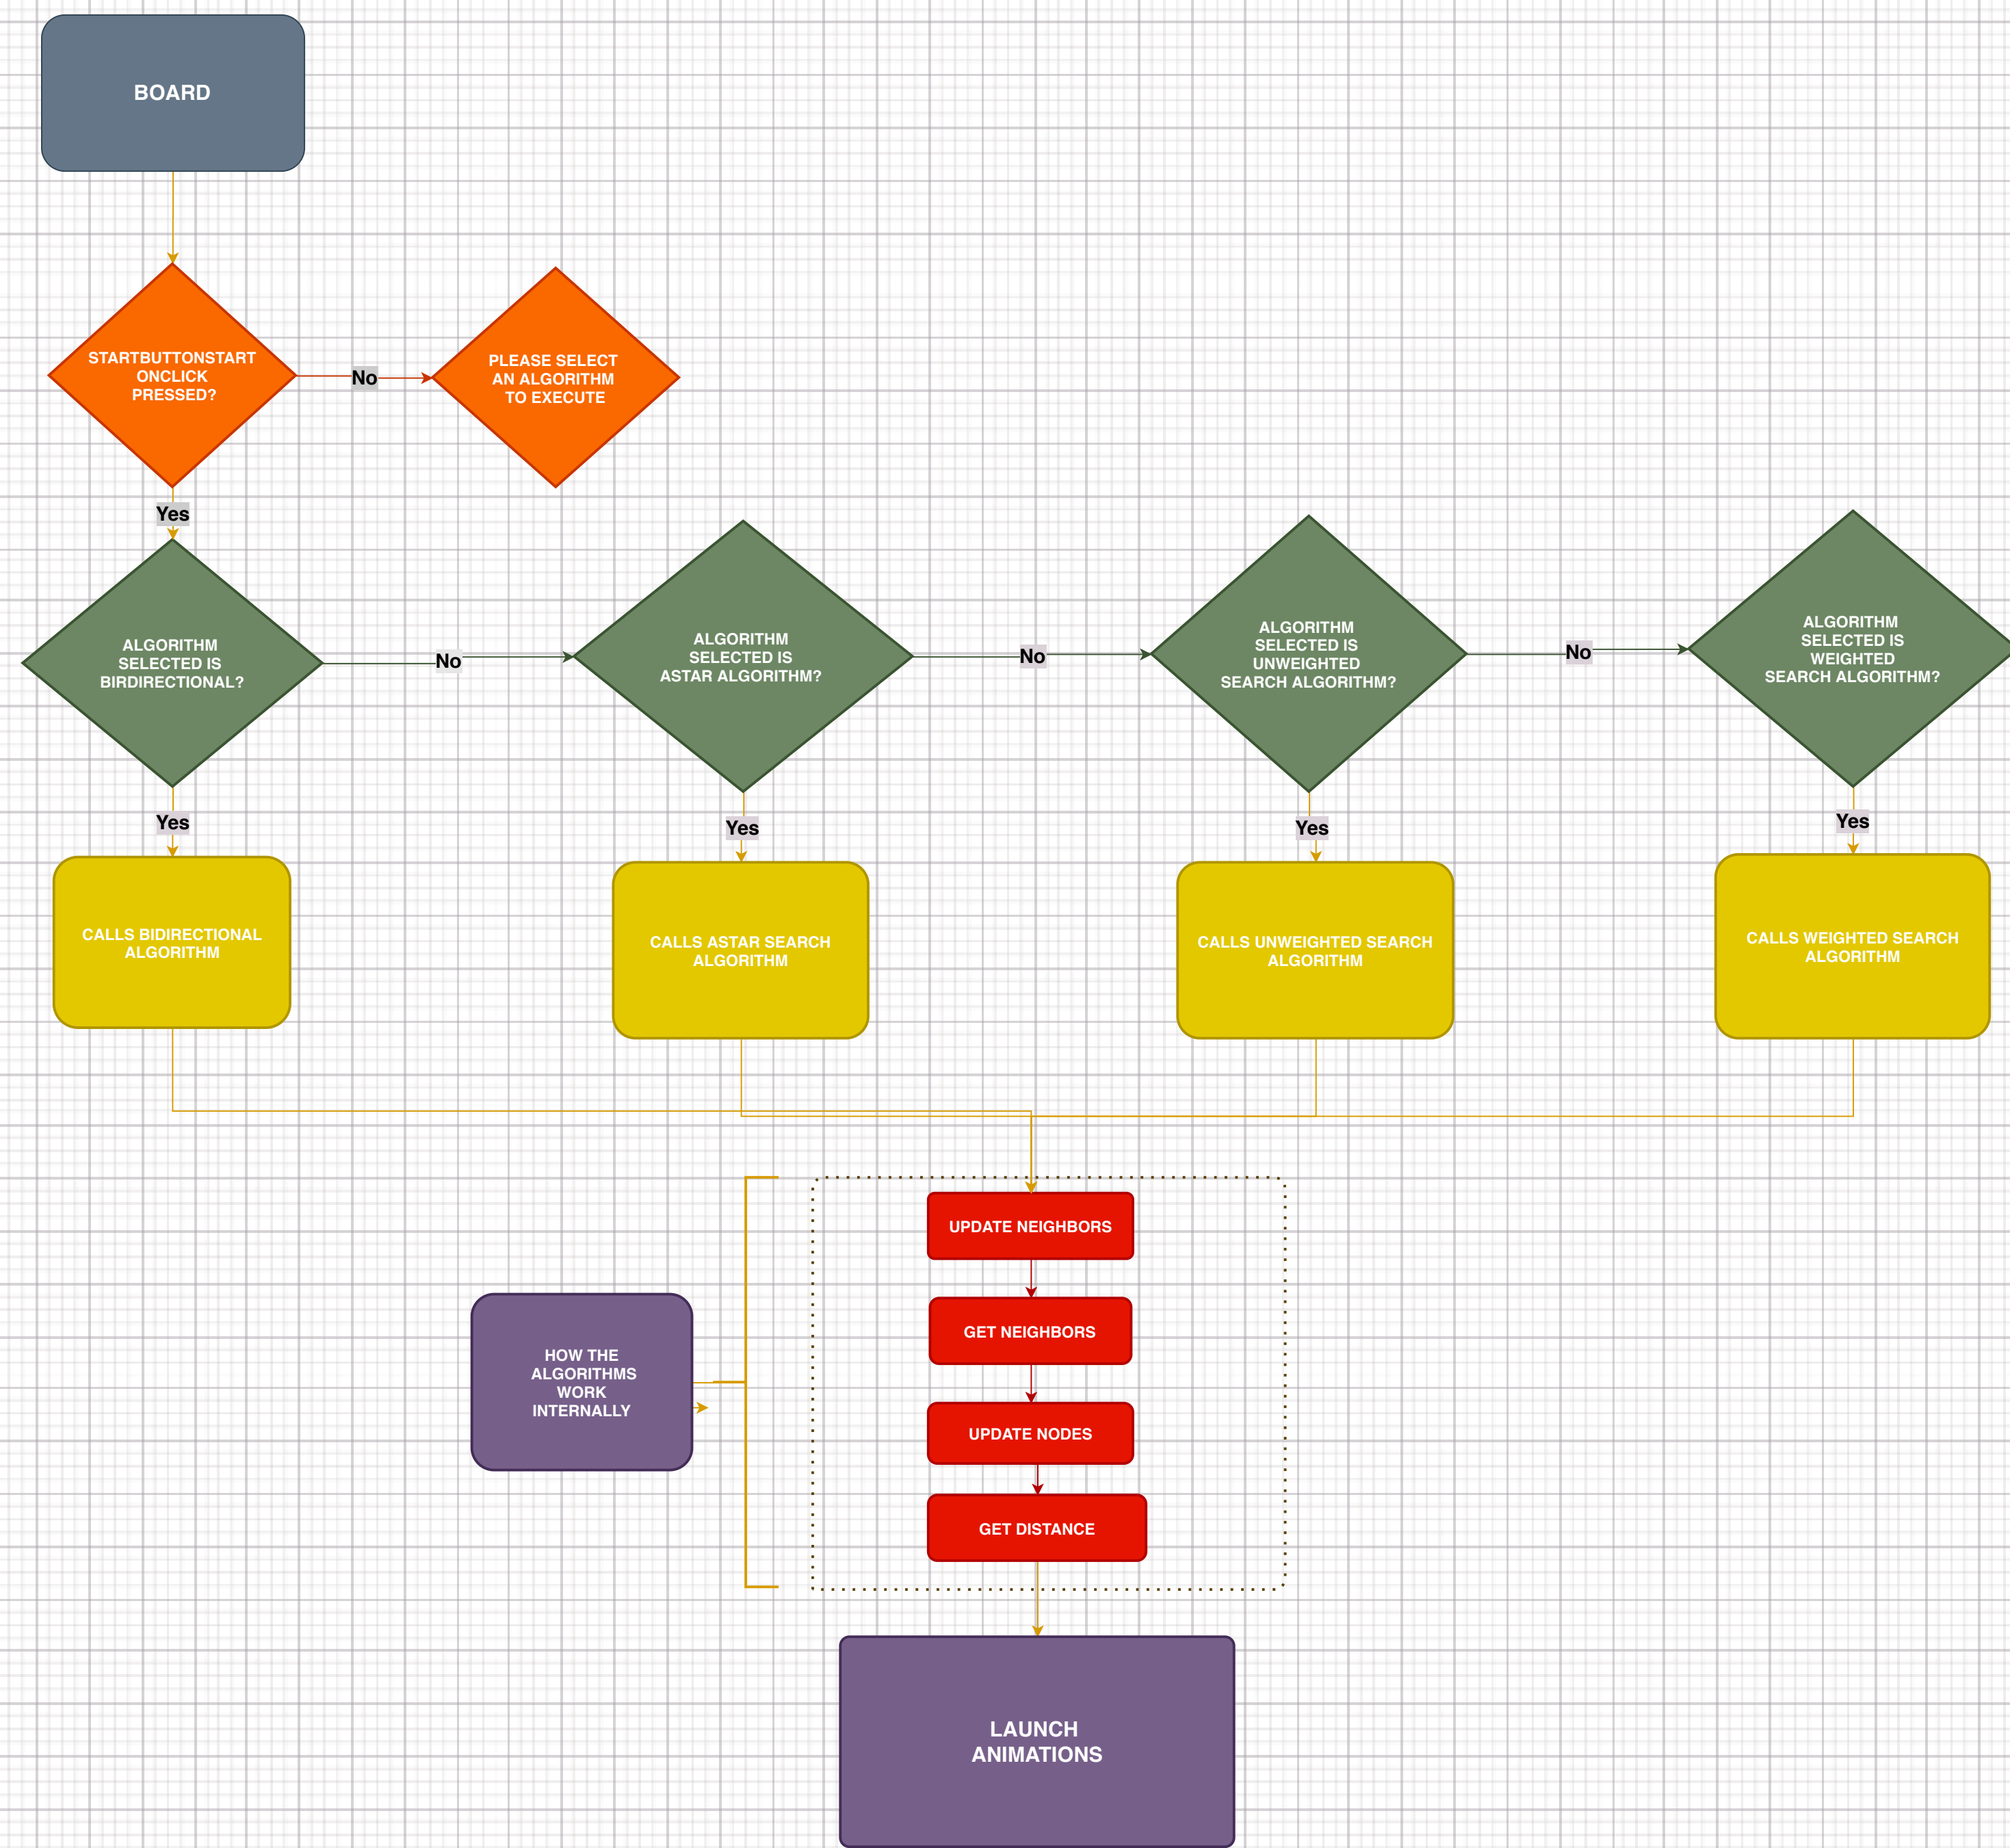 BOARD
STARTBUTTONSTART
ONCLICK
PRESSED?
No
PLEASE SELECT
AN ALGORITHM
TO EXECUTE
Yes
ALGORITHM
SELECTED IS
BIRDIRECTIONAL?
No
ALGORITHM
SELECTED IS
ASTAR ALGORITHM?
No
ALGORITHM
SELECTED IS
UNWEIGHTED
SEARCH ALGORITHM?
No
ALGORITHM
SELECTED IS
WEIGHTED
SEARCH ALGORITHM?
Yes
Yes
Yes
Yes
CALLS BIDIRECTIONAL
ALGORITHM
CALLS ASTAR SEARCH
ALGORITHM
CALLS UNWEIGHTED SEARCH
ALGORITHM
CALLS WEIGHTED SEARCH
ALGORITHM
UPDATE NEIGHBORS
GET NEIGHBORS
HOW THE
ALGORITHMS
WORK
INTERNALLY
UPDATE NODES
GET DISTANCE
LAUNCH
ANIMATIONS